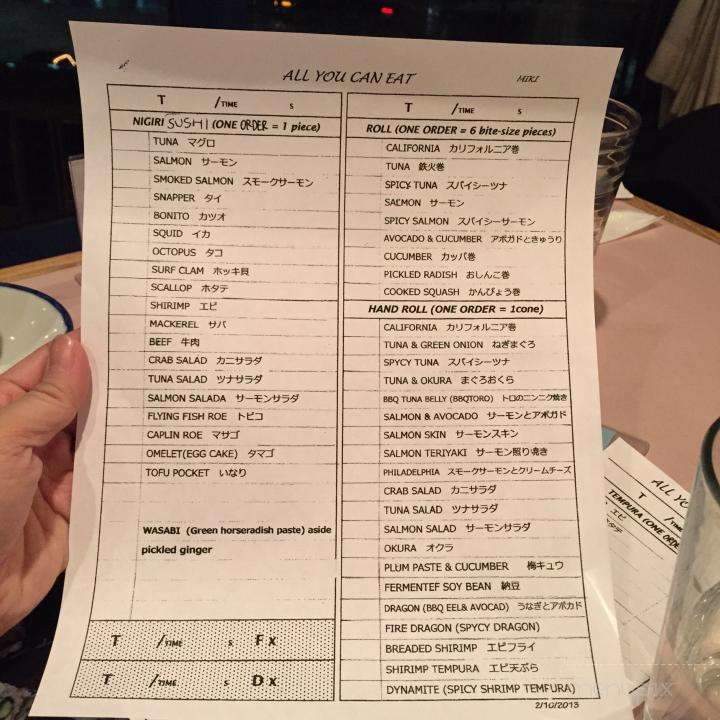 ALL YOU CAN EAT
MIKI
T /TIME S
NIGIRI SUSHI (ONE ORDER = 1 piece)
TUNA マグロ
SALMON サーモン
SMOKED SALMON スモークサーモン
SNAPPER タイ
BONITO カツオ
SQUID イカ
OCTOPUS タコ
SURF CLAM ホッキ貝
SCALLOP ホタテ
SHIRIMP エビ
MACKEREL サバ
BEEF 牛肉
CRAB SALAD カニサラダ
TUNA SALAD ツナサラダ
SALMON SALADA サーモンサラダ
FLYING FISH ROE トビコ
CAPLIN ROE マサゴ
OMELET(EGG CAKE) タマゴ
TOFU POCKET いなり
WASABI (Green horseradish paste) aside
pickled ginger
T /TIME S F x
T /TIME S D x
T /TIME S
ROLL (ONE ORDER = 6 bite-size pieces)
CALIFORNIA カリフォルニア巻
TUNA 鉄火巻
SPICY TUNA スパイシーツナ
SALMON サーモン
SPICY SALMON スパイシーサーモン
AVOCADO & CUCUMBER アボガドときゅうり
CUCUMBER カッパ巻
PICKLED RADISH おしんこ巻
COOKED SQUASH かんぴょう巻
HAND ROLL (ONE ORDER = 1cone)
CALIFORNIA カリフォルニア巻
TUNA & GREEN ONION ねぎまぐろ
SPYCY TUNA スパイシーツナ
TUNA & OKURA まぐろおくら
BBQ TUNA BELLY (BBQTORO) トロのニンニク焼き
SALMON & AVOCADO サーモンとアボガド
SALMON SKIN サーモンスキン
SALMON TERIYAKI サーモン照り焼き
PHILADELPHIA スモークサーモンとクリームチーズ
CRAB SALAD カニサラダ
TUNA SALAD ツナサラダ
SALMON SALAD サーモンサラダ
OKURA オクラ
PLUM PASTE & CUCUMBER 梅キュウ
FERMENTEF SOY BEAN 納豆
DRAGON (BBQ EEL& AVOCAD) うなぎとアボカド
FIRE DRAGON (SPYCY DRAGON)
BREADED SHIRIMP エビフライ
SHIRIMP TEMPURA エビ天ぷら
DYNAMITE (SPICY SHRIMP TEMFURA)
2/10/2013
ALL YO
T /TIME
TEMPURA (ONE ORD
エビ